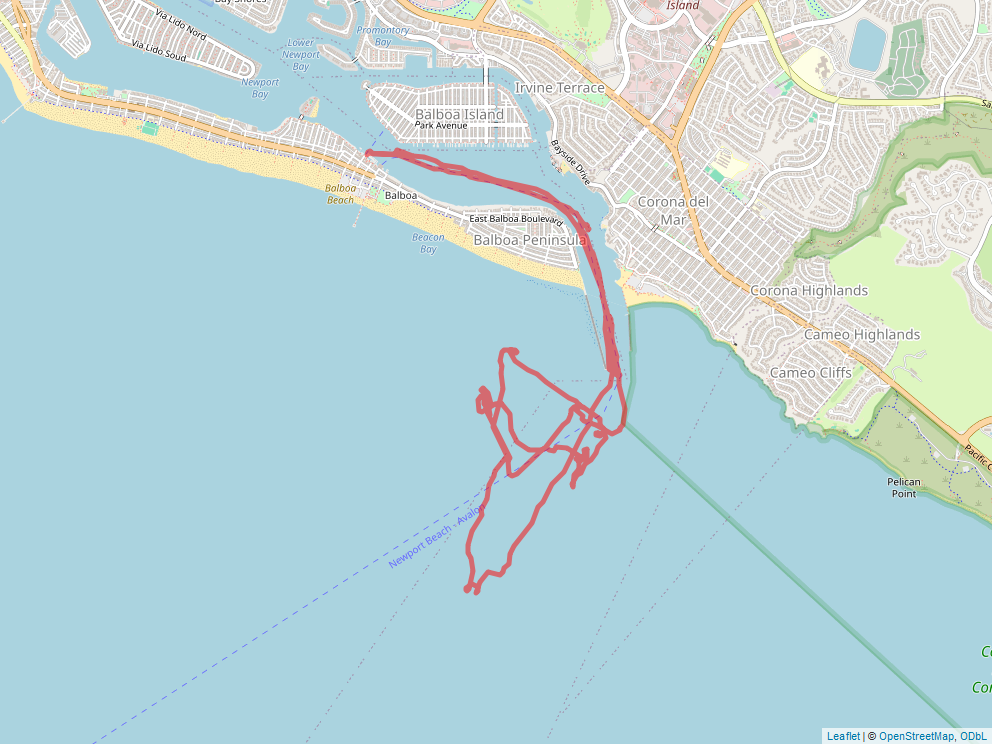 Bay Shores
Island
Via Lido Nord
Promontory
Bay
Via Lido Soud
Lower
Newport
Bay
Newport
Bay
Irvine Terrace
Balboa Island
Park Avenue
Bayside Drive
Balboa
Beach
Balboa
Corona del
Mar
East Balboa Boulevard
Beacon
Bay
Balboa Peninsula
Corona Highlands
Cameo Highlands
Cameo Cliffs
Pacific C
Pelican
Point
Newport Beach - Avalon
Co
Cor
Leaflet | © OpenStreetMap, ODbL